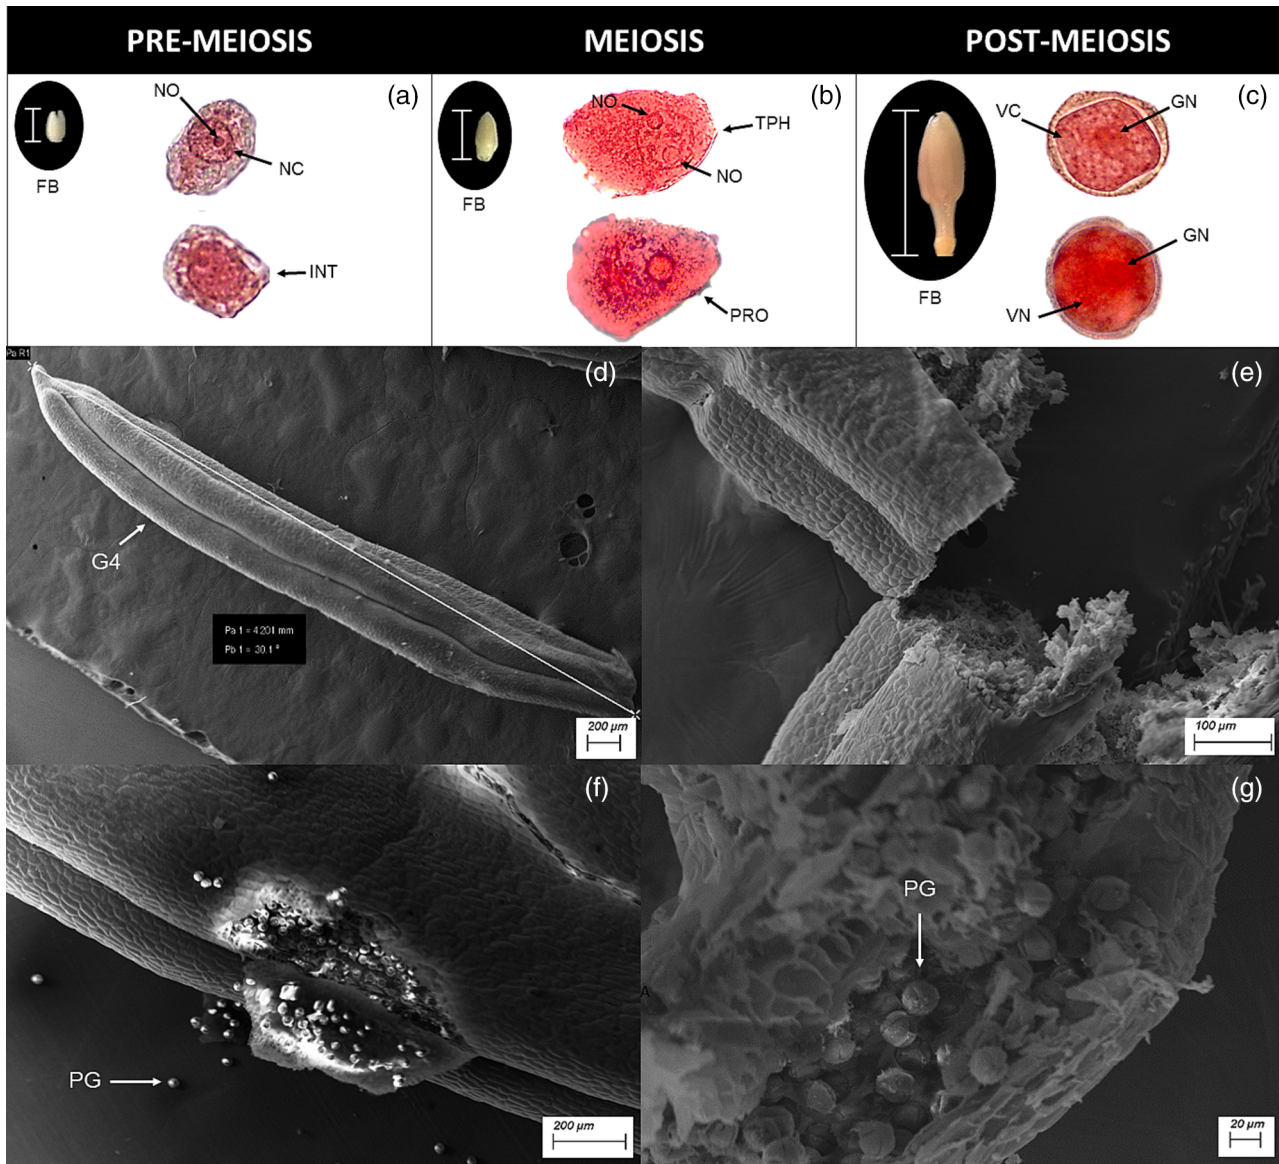 PRE-MEIOSIS
MEIOSIS
POST-MEIOSIS
(a)
NO
NC
FB
INT
(b)
NO
TPH
NO
FB
PRO
(c)
VC
GN
GN
FB
VN
Pa R1
(d)
G4
Pa 1 = 4.201 mm
Pb 1 = 30.1 °
200 µm
(e)
100 µm
(f)
PG
200 µm
(g)
PG
A
20 µm